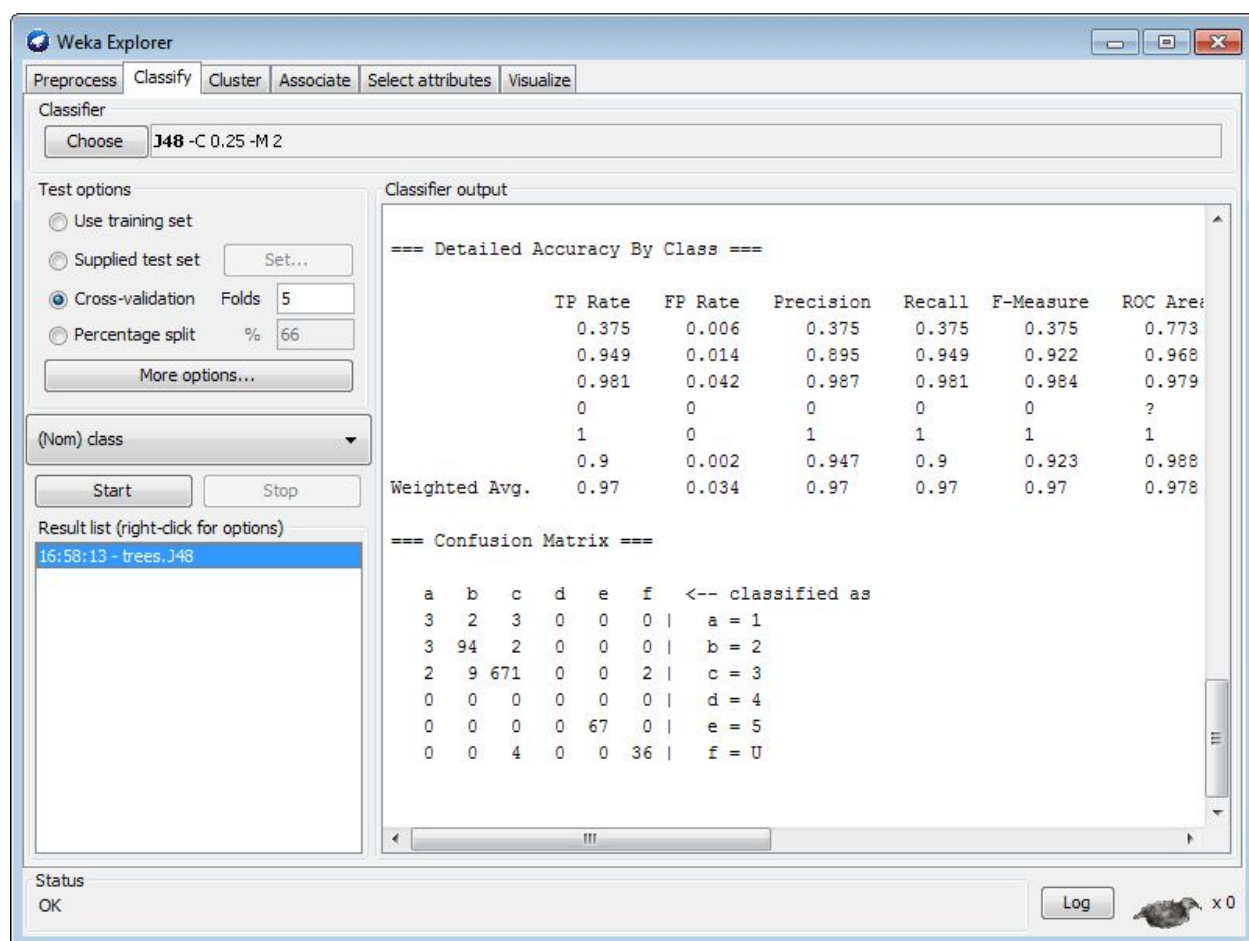 Weka Explorer
Preprocess Classify Cluster Associate Select attributes Visualize
Classifier
Choose J48 -C 0.25 -M 2
Test options
Use training set
Supplied test set Set...
Cross-validation Folds 5
Percentage split % 66
More options...
(Nom) class
Start Stop
Result list (right-click for options)
16:58:13 - trees.J48
Classifier output
=== Detailed Accuracy By Class ===
TP Rate FP Rate Precision Recall F-Measure ROC Area
0.375 0.006 0.375 0.375 0.375 0.773
0.949 0.014 0.895 0.949 0.922 0.968
0.981 0.042 0.987 0.981 0.984 0.979
0 0 0 0 0 ?
1 0 1 1 1 1
0.9 0.002 0.947 0.9 0.923 0.988
Weighted Avg. 0.97 0.034 0.97 0.97 0.97 0.978
=== Confusion Matrix ===
a b c d e f <-- classified as
3 2 3 0 0 0 | a = 1
3 94 2 0 0 0 | b = 2
2 9 671 0 0 2 | c = 3
0 0 0 0 0 0 | d = 4
0 0 0 0 67 0 | e = 5
0 0 4 0 0 36 | f = U
Status
OK
Log x 0